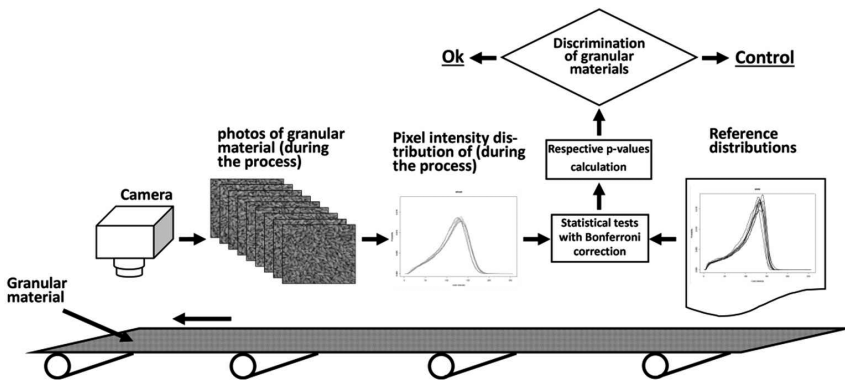 Discrimination
of granular
materials
Ok
Control
photos of granular
material (during
the process)
Pixel intensity dis-
tribution of (during
the process)
Respective p-values
calculation
Reference
distributions
Camera
Statistical tests
with Bonferroni
correction
Granular
material